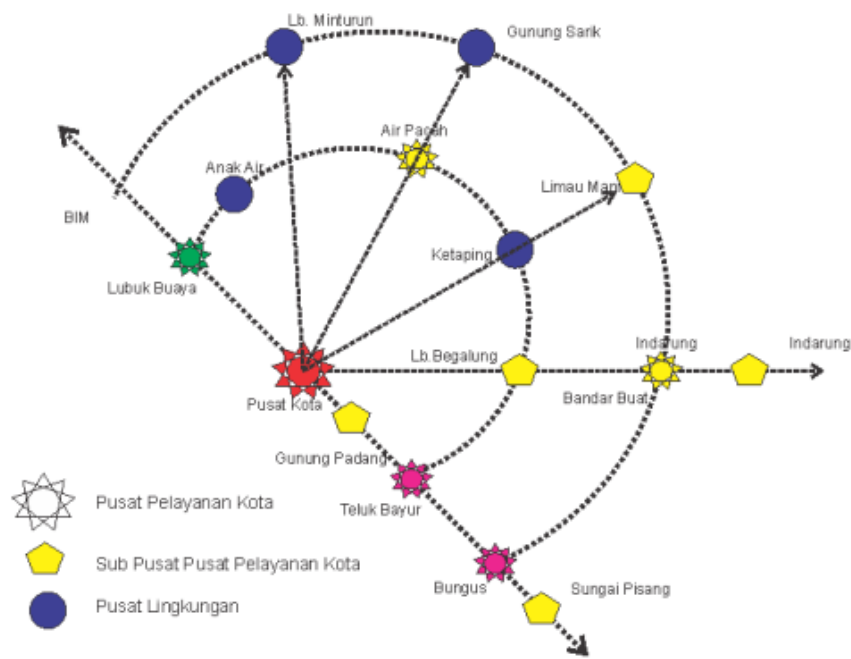 Lb. Minturun
Gunung Sarik
Air Pacah
Anak Air
Limau Man
BIM
Ketaping
Lubuk Buaya
Lb.Begalung
Indarung
Indarung
Pusat Kota
Bandar Buat
Gunung Padang
Pusat Pelayanan Kota
Teluk Bayur
Sub Pusat Pusat Pelayanan Kota
Bungus
Sungai Pisang
Pusat Lingkungan